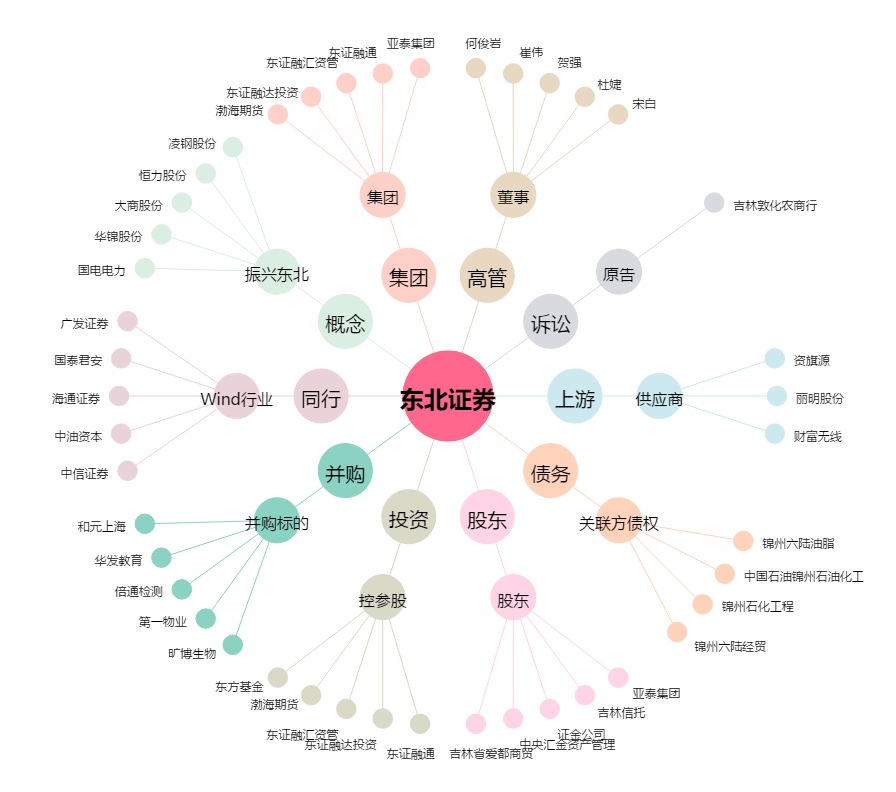 亚泰集团
何俊岩
东证融通
崔伟
东证融汇资管
贺强
东证融达投资
杜婕
渤海期货
宋白
凌钢股份
恒力股份
大商股份
华锦股份
国电电力
集团
董事
吉林敦化农商行
振兴东北
集团
高管
原告
广发证券
概念
诉讼
国泰君安
资旗源
海通证券
Wind行业
同行
东北证券
上游
供应商
丽明股份
中油资本
财富无线
中信证券
并购
债务
和元上海
并购标的
投资
股东
关联方债权
华发教育
锦州六陆油脂
倍通检测
中国石油锦州石油化工
第一物业
控参股
股东
锦州石化工程
旷博生物
锦州六陆经贸
东方基金
亚泰集团
渤海期货
吉林信托
东证融汇资管
证金公司
东证融达投资
中央汇金资产管理
东证融通
吉林省爱都商贸